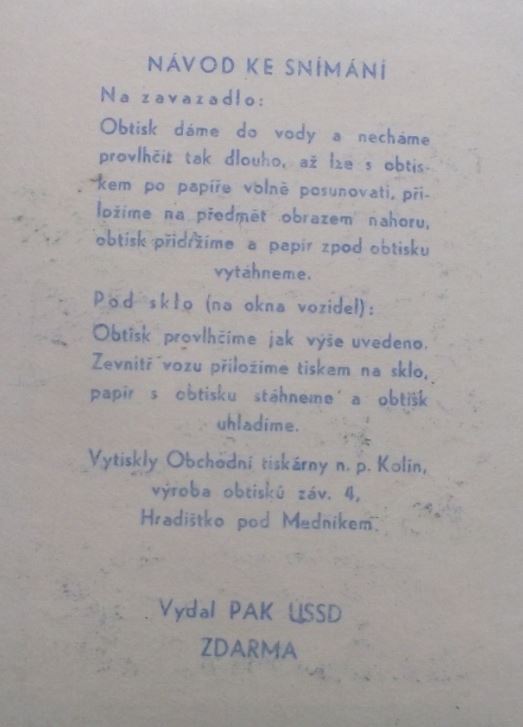 NÁVOD KE SNÍMÁNÍ
Na zavazadlo:
Obtisk dáme do vody a necháme
provlhčit tak dlouho, až lze s obtis-
kem po papíře volně posunovati, při-
ložíme na předmět obrazem nahoru,
obtisk přidržíme a papír zpod obtisku
vytáhneme.
Pod sklo (na okna vozidel):
Obtisk provlhčíme jak výše uvedeno.
Zevnitř vozu přiložíme tiskem na sklo,
papír s obtisku stáhneme a obtisk
uhladíme.
Vytiskly Obchodní tiskárny n. p. Kolín,
výroba obtisků záv. 4,
Hradištko pod Medníkem.
Vydal PAK USSD
ZDARMA